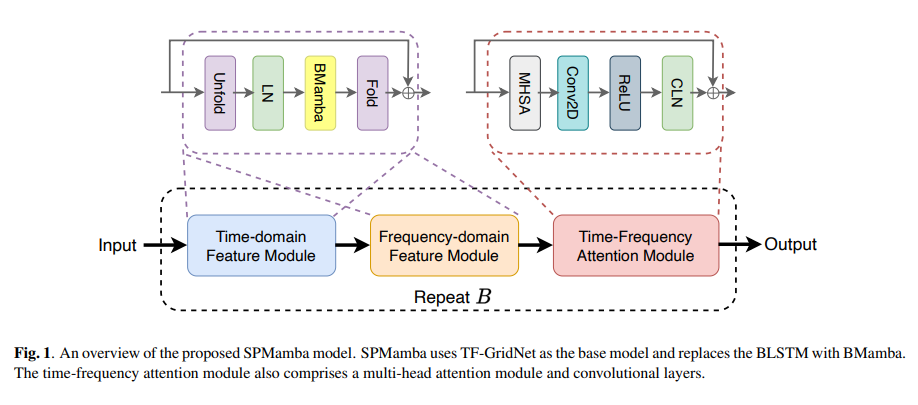 Unfold
LN
BMamba
Fold
MHSA
Conv2D
ReLU
CLN
Input
Time-domain
Feature Module
Frequency-domain
Feature Module
Time-Frequency
Attention Module
Output
Repeat B
Fig. 1. An overview of the proposed SPMamba model. SPMamba uses TF-GridNet as the base model and replaces the BLSTM with BMamba.
The time-frequency attention module also comprises a multi-head attention module and convolutional layers.